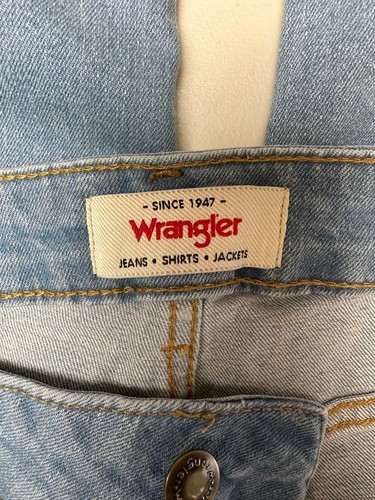 - SINCE 1947 -
Wrangler
JEANS • SHIRTS • JACKETS